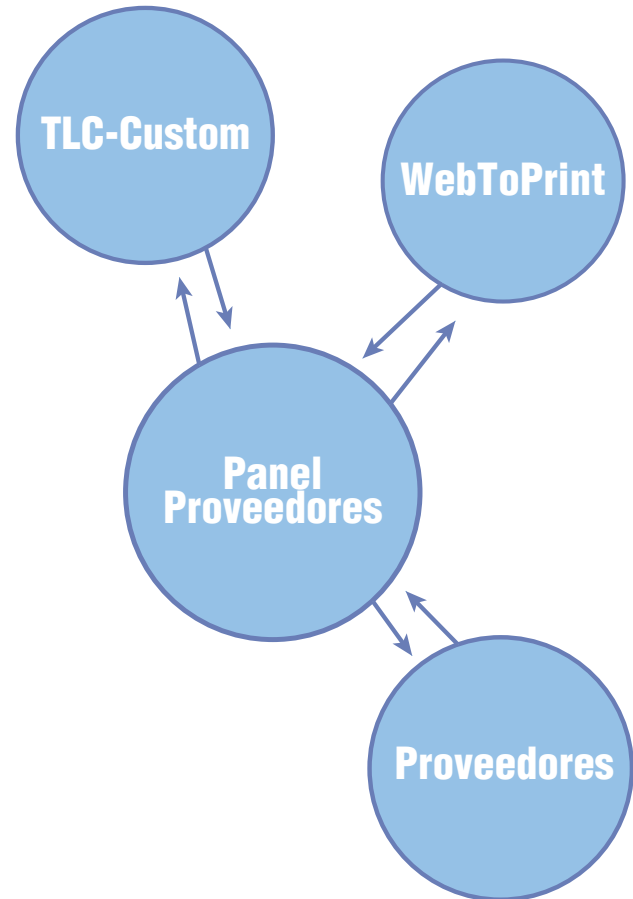 TLC-Custom
WebToPrint
Panel
Proveedores
Proveedores